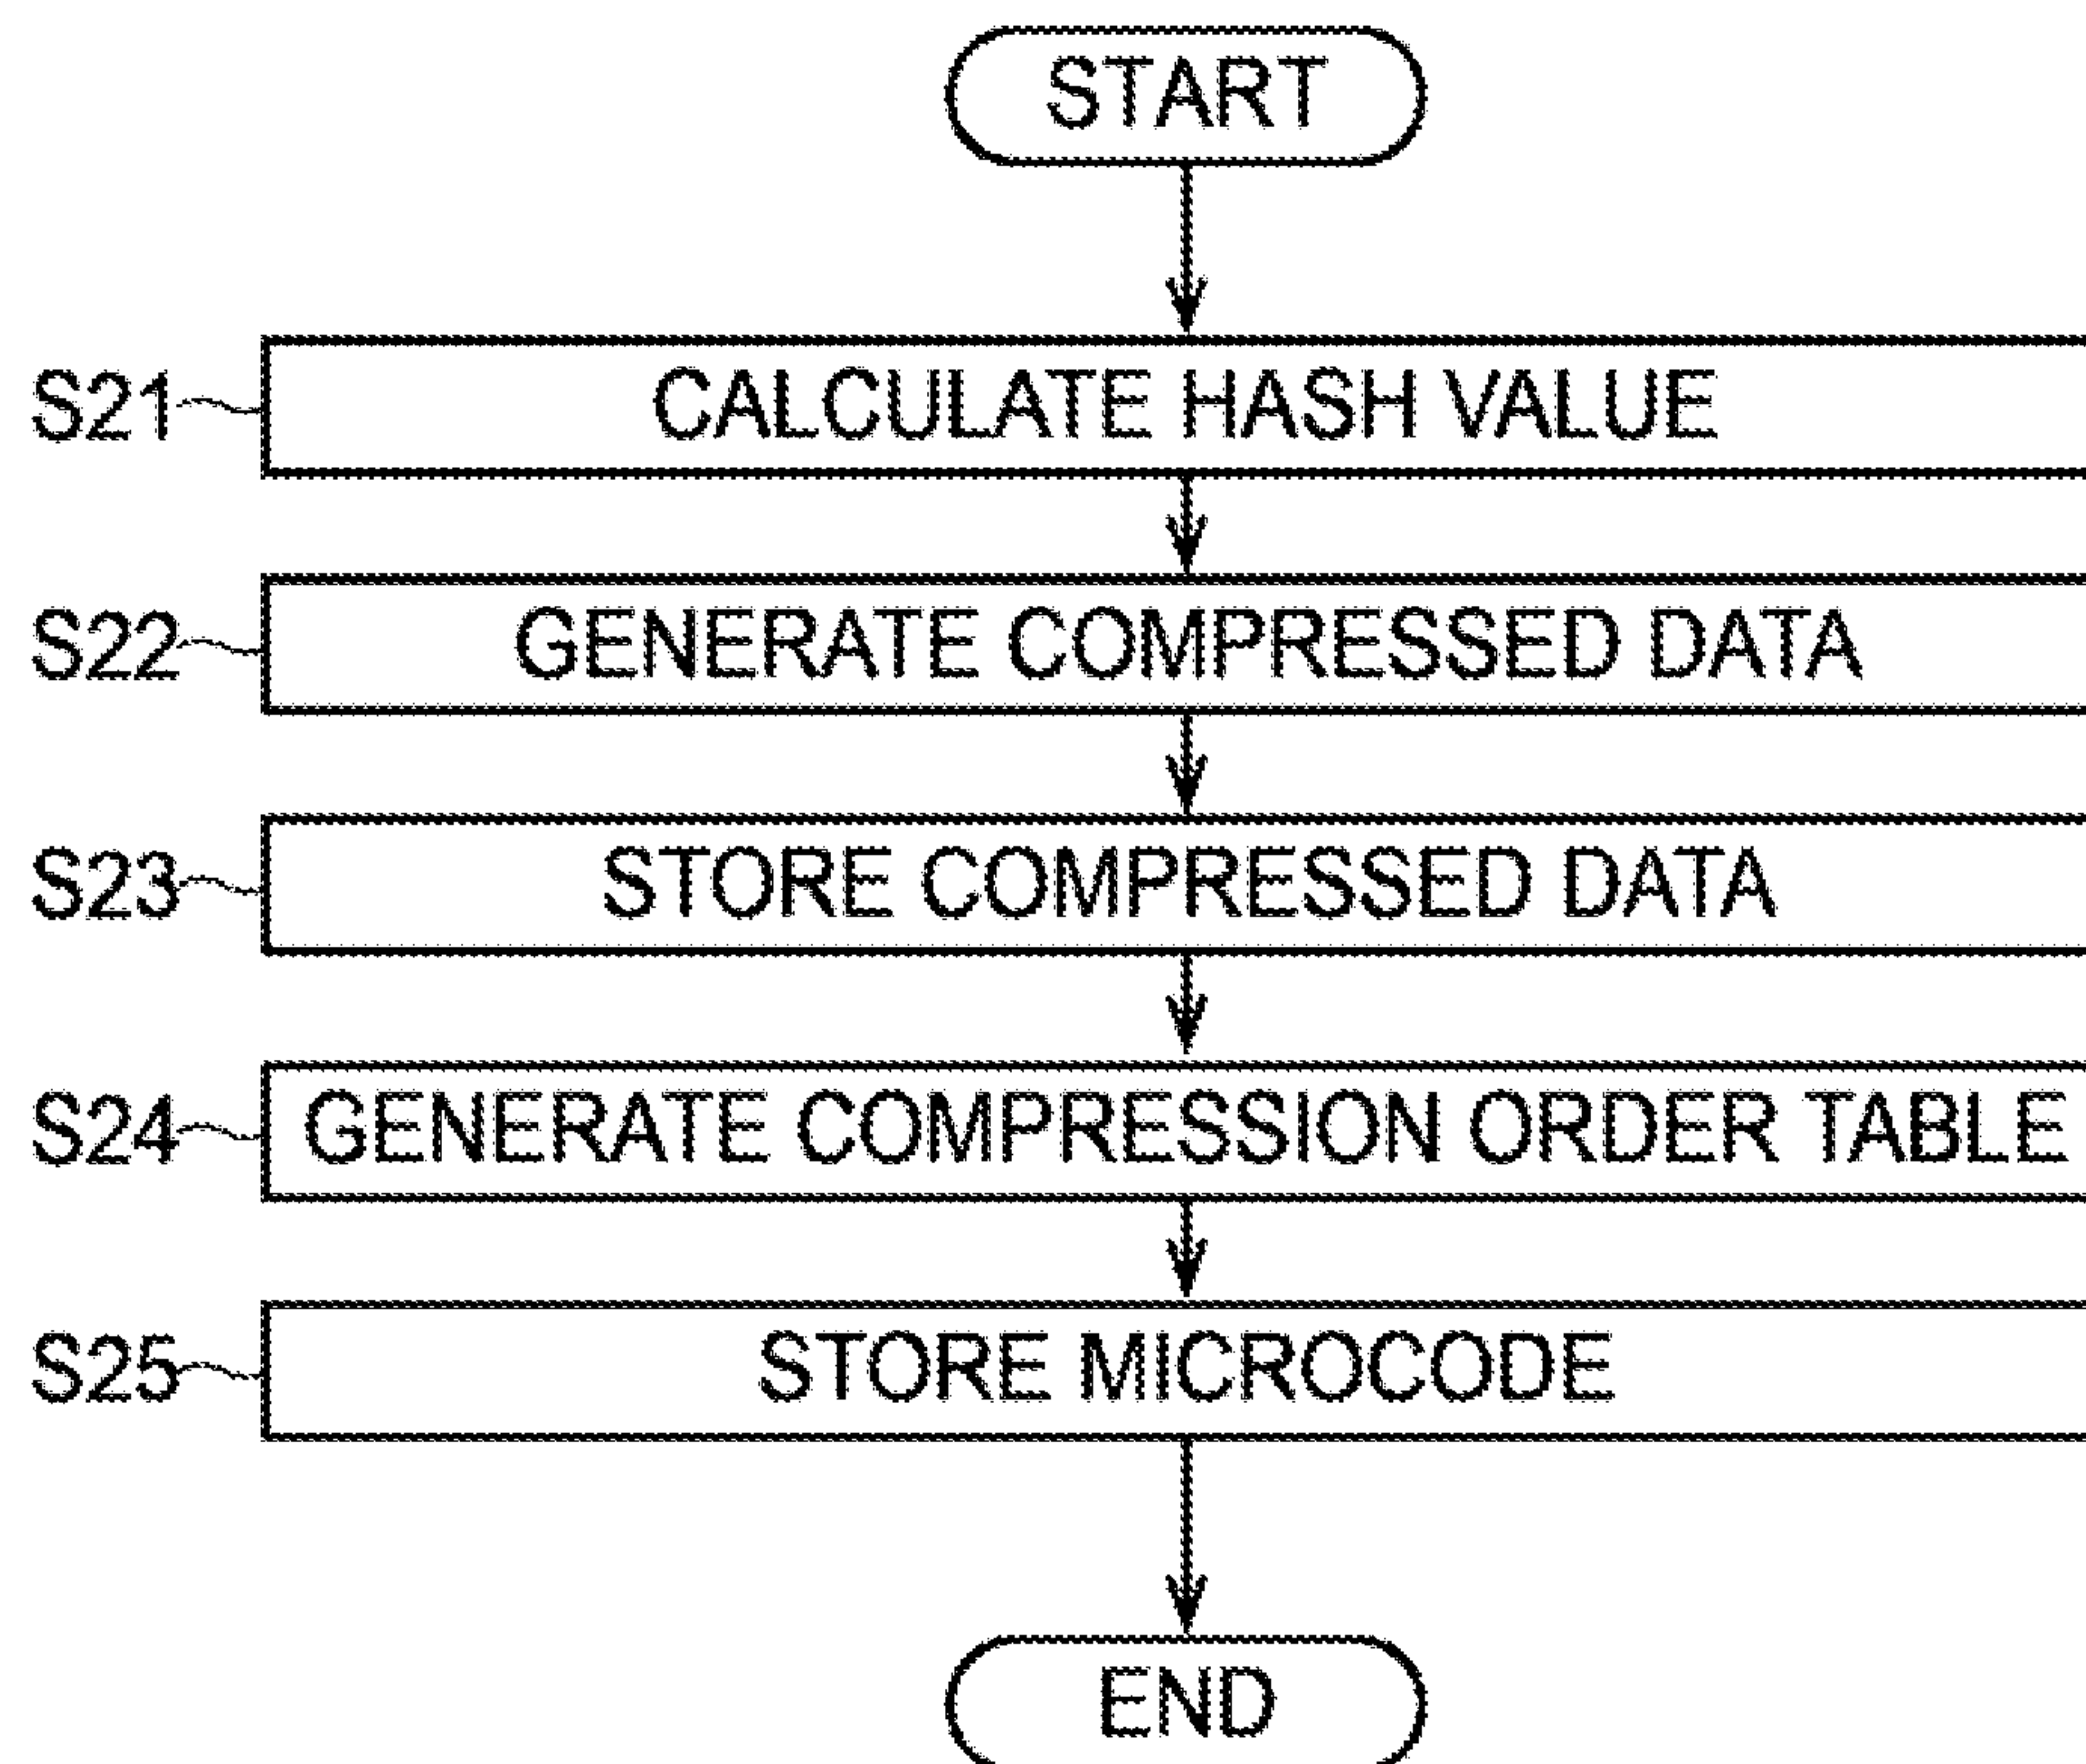 START
S21 CALCULATE HASH VALUE
S22 GENERATE COMPRESSED DATA
S23 STORE COMPRESSED DATA
S24 GENERATE COMPRESSION ORDER TABLE
S25 STORE MICROCODE
END